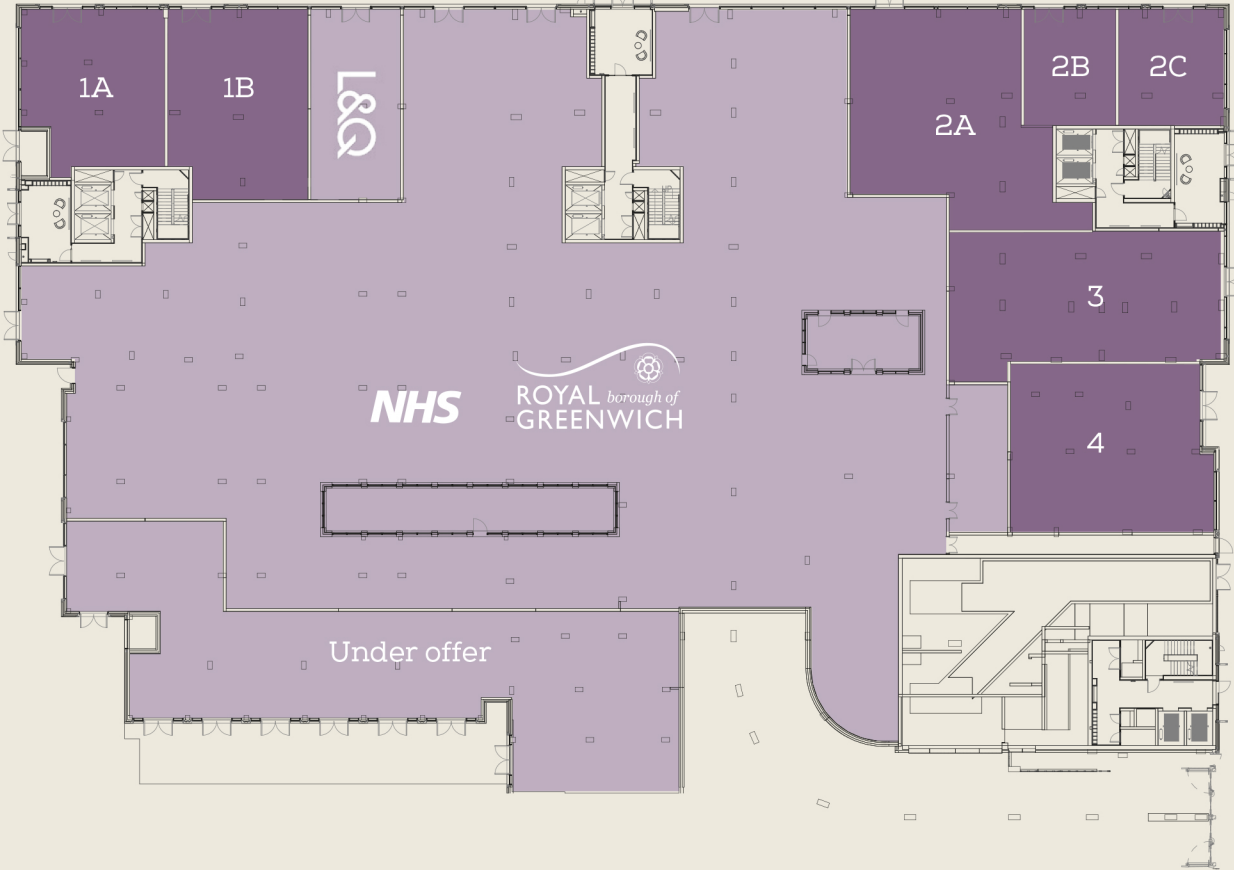 1A
1B
L&Q
2A
2B
2C
3
NHS
ROYAL borough of
GREENWICH
4
Under offer